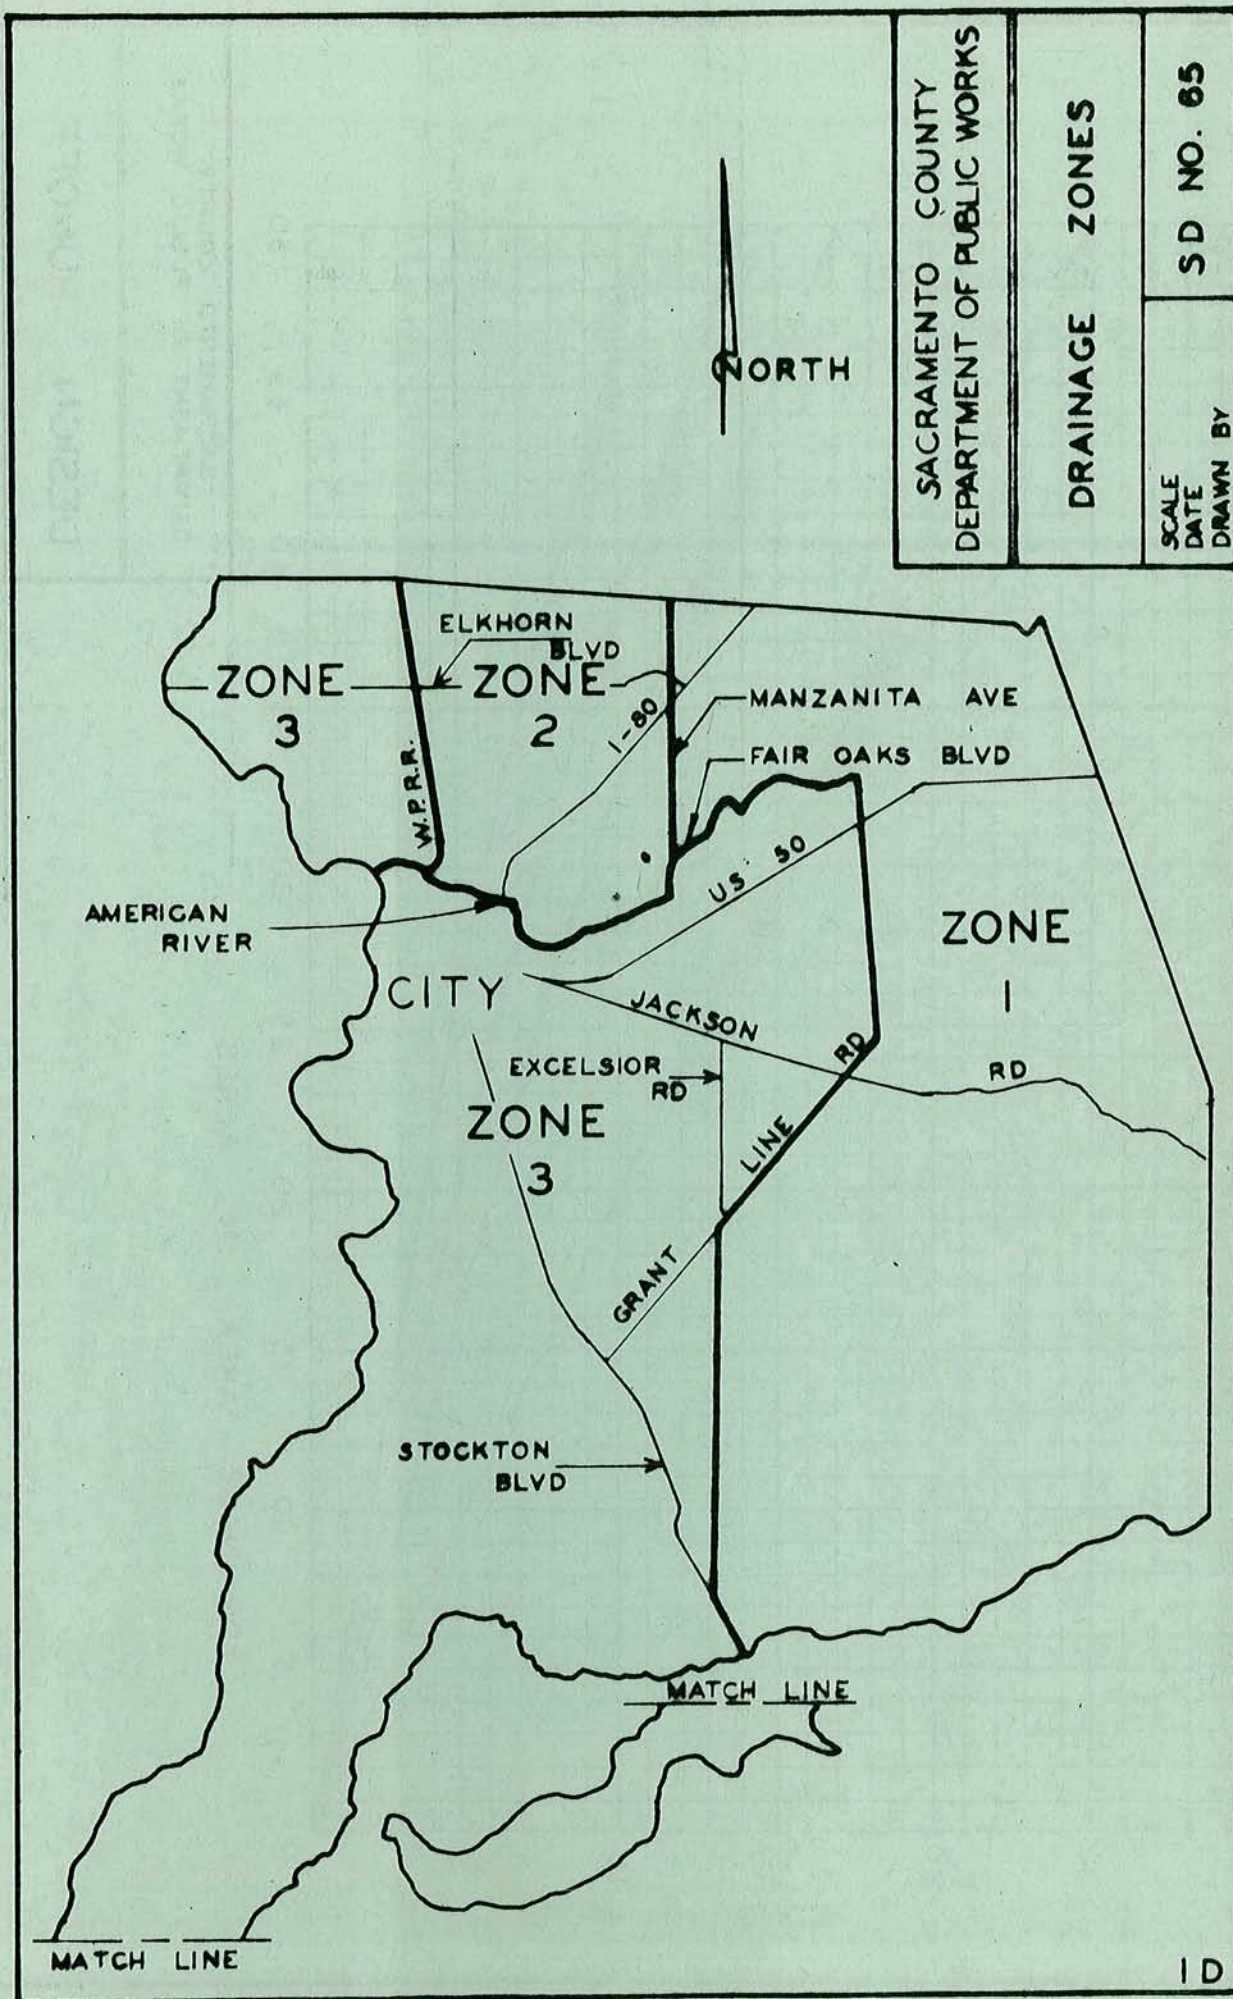 SACRAMENTO COUNTY
DEPARTMENT OF PUBLIC WORKS
DRAINAGE ZONES
SD NO. 65
SCALE
DATE
DRAWN BY
NORTH
ELKHORN
BLVD
ZONE
3
ZONE
2
I-80
MANZANITA AVE
FAIR OAKS BLVD
W.P.R.R.
US 50
AMERICAN
RIVER
ZONE
1
CITY
JACKSON
RD
EXCELSIOR
RD
GRANT LINE RD
ZONE
3
STOCKTON
BLVD
MATCH LINE
MATCH LINE
1D